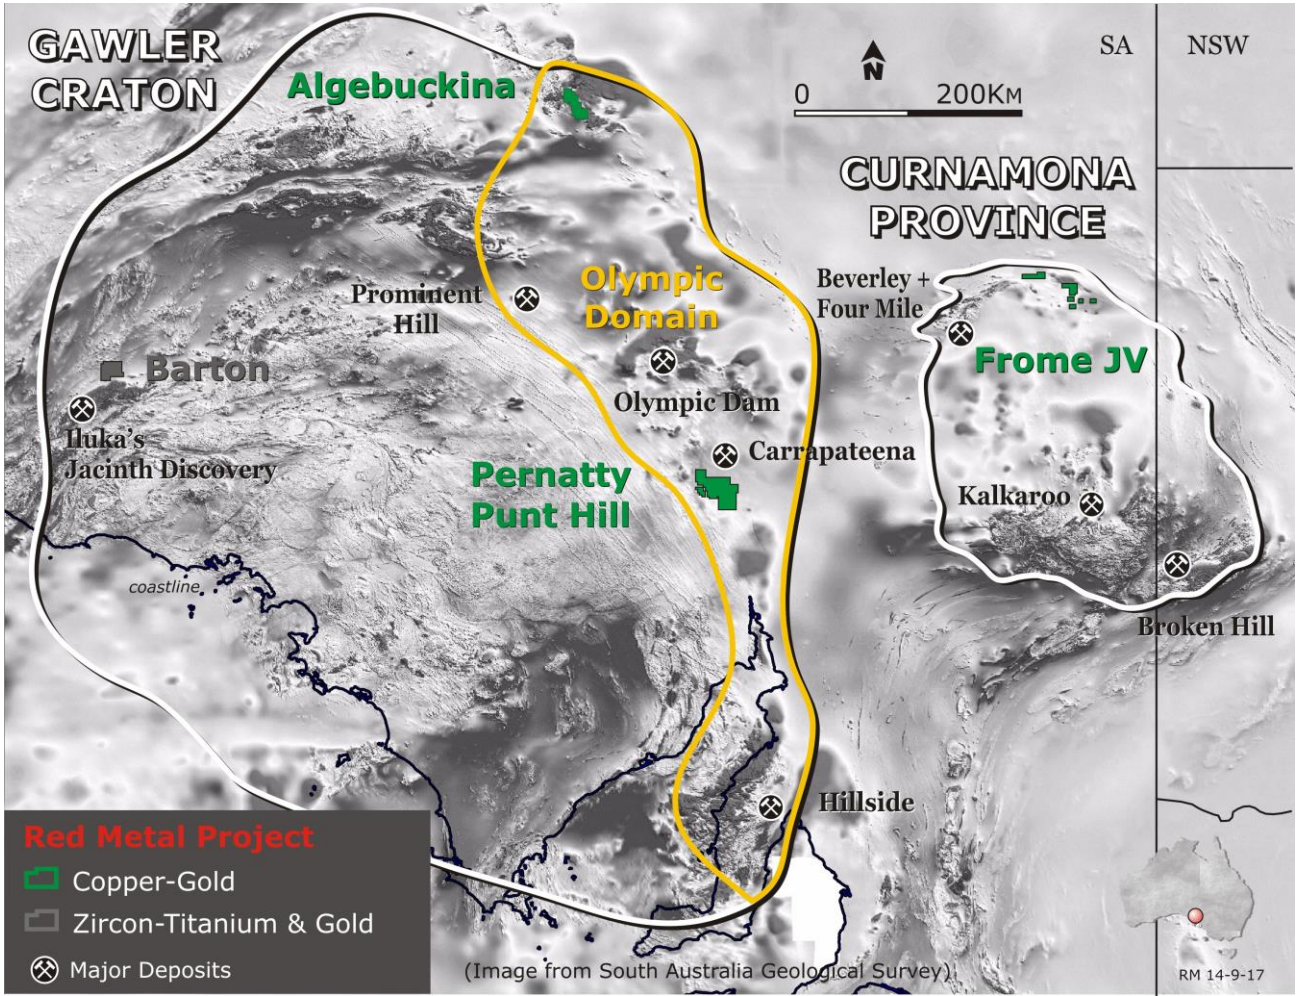 GAWLER
CRATON
Algebuckina
SA
NSW
N
0
200KM
CURNAMONA
PROVINCE
Beverley +
Four Mile
Olympic
Domain
Prominent
Hill
Frome JV
Barton
Olympic Dam
Iluka's
Jacinth Discovery
Carrapateena
Pernatty
Punt Hill
Kalkaroo
coastline
Broken Hill
Hillside
Red Metal Project
Copper-Gold
Zircon-Titanium & Gold
Major Deposits
(Image from South Australia Geological Survey)
RM 14-9-17